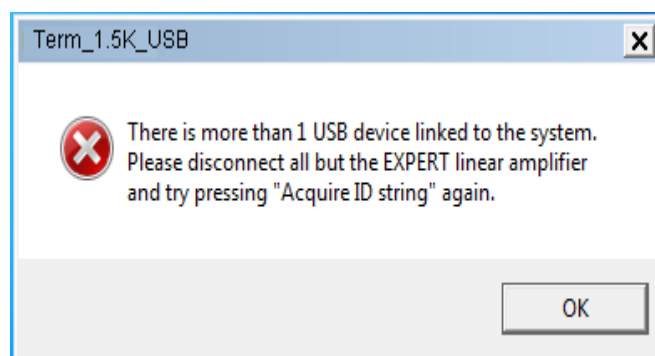 Term_1.5K_USB
There is more than 1 USB device linked to the system.
Please disconnect all but the EXPERT linear amplifier
and try pressing "Acquire ID string" again.
OK